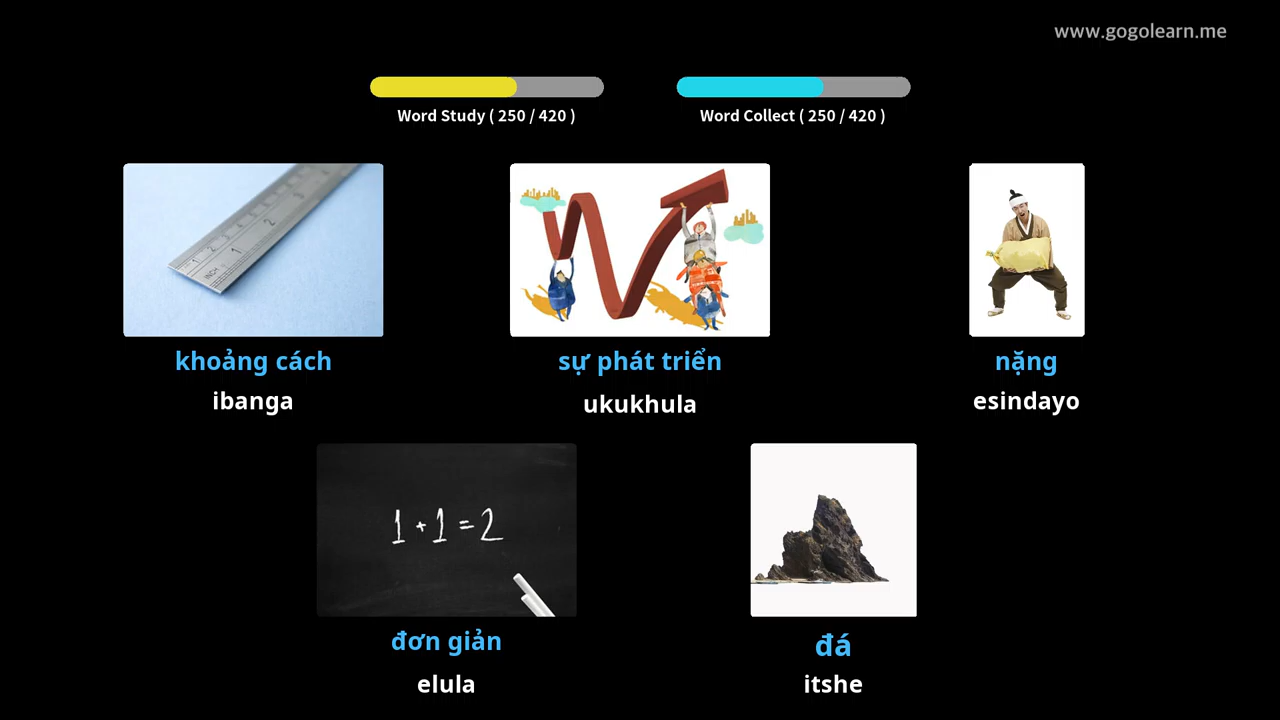 www.gogolearn.me
Word Study ( 250 / 420 )
Word Collect ( 250 / 420 )
khoảng cách
ibanga
sự phát triển
ukukhula
nặng
esindayo
1 + 1 = 2
đơn giản
elula
đá
itshe